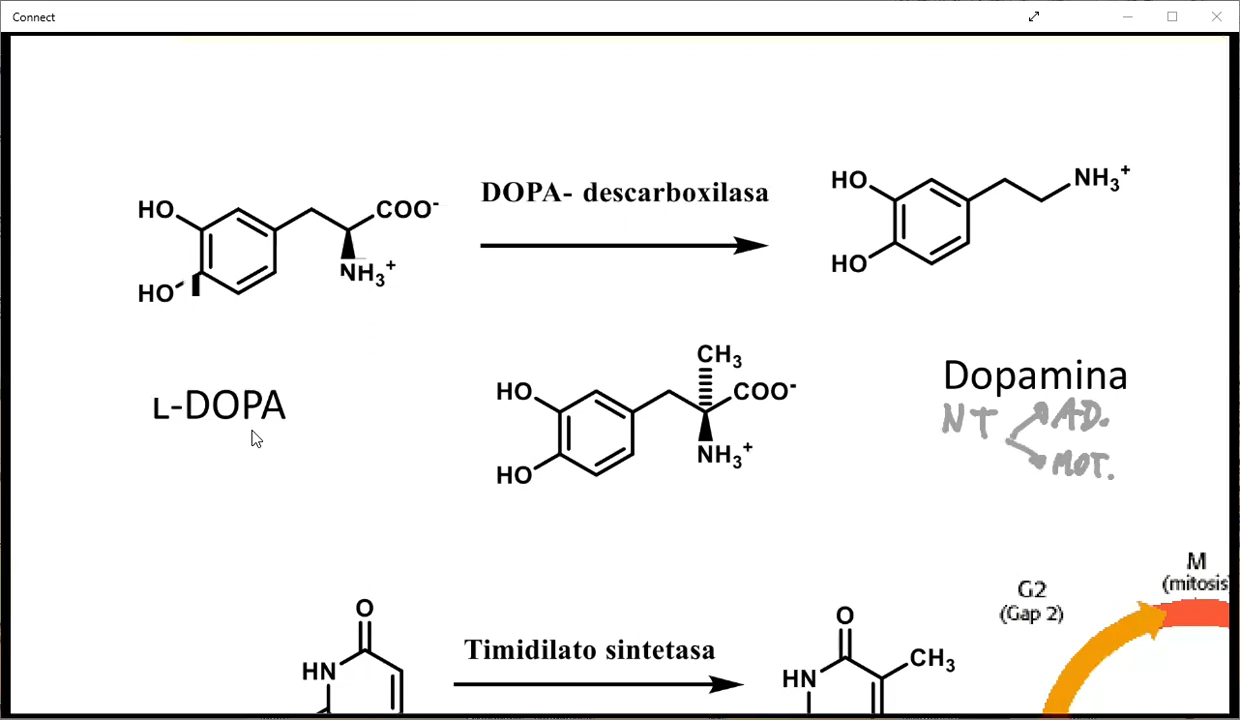 Connect
DOPA- descarboxilasa
HO
HO
COO-
NH3+
HO
HO
NH3+
L-DOPA
CH3
HO
HO
COO-
NH3+
Dopamina
NT AD.
MOT.
M
(mitosis)
G2
(Gap 2)
Timidilato sintetasa
O
HN
O
HN
CH3